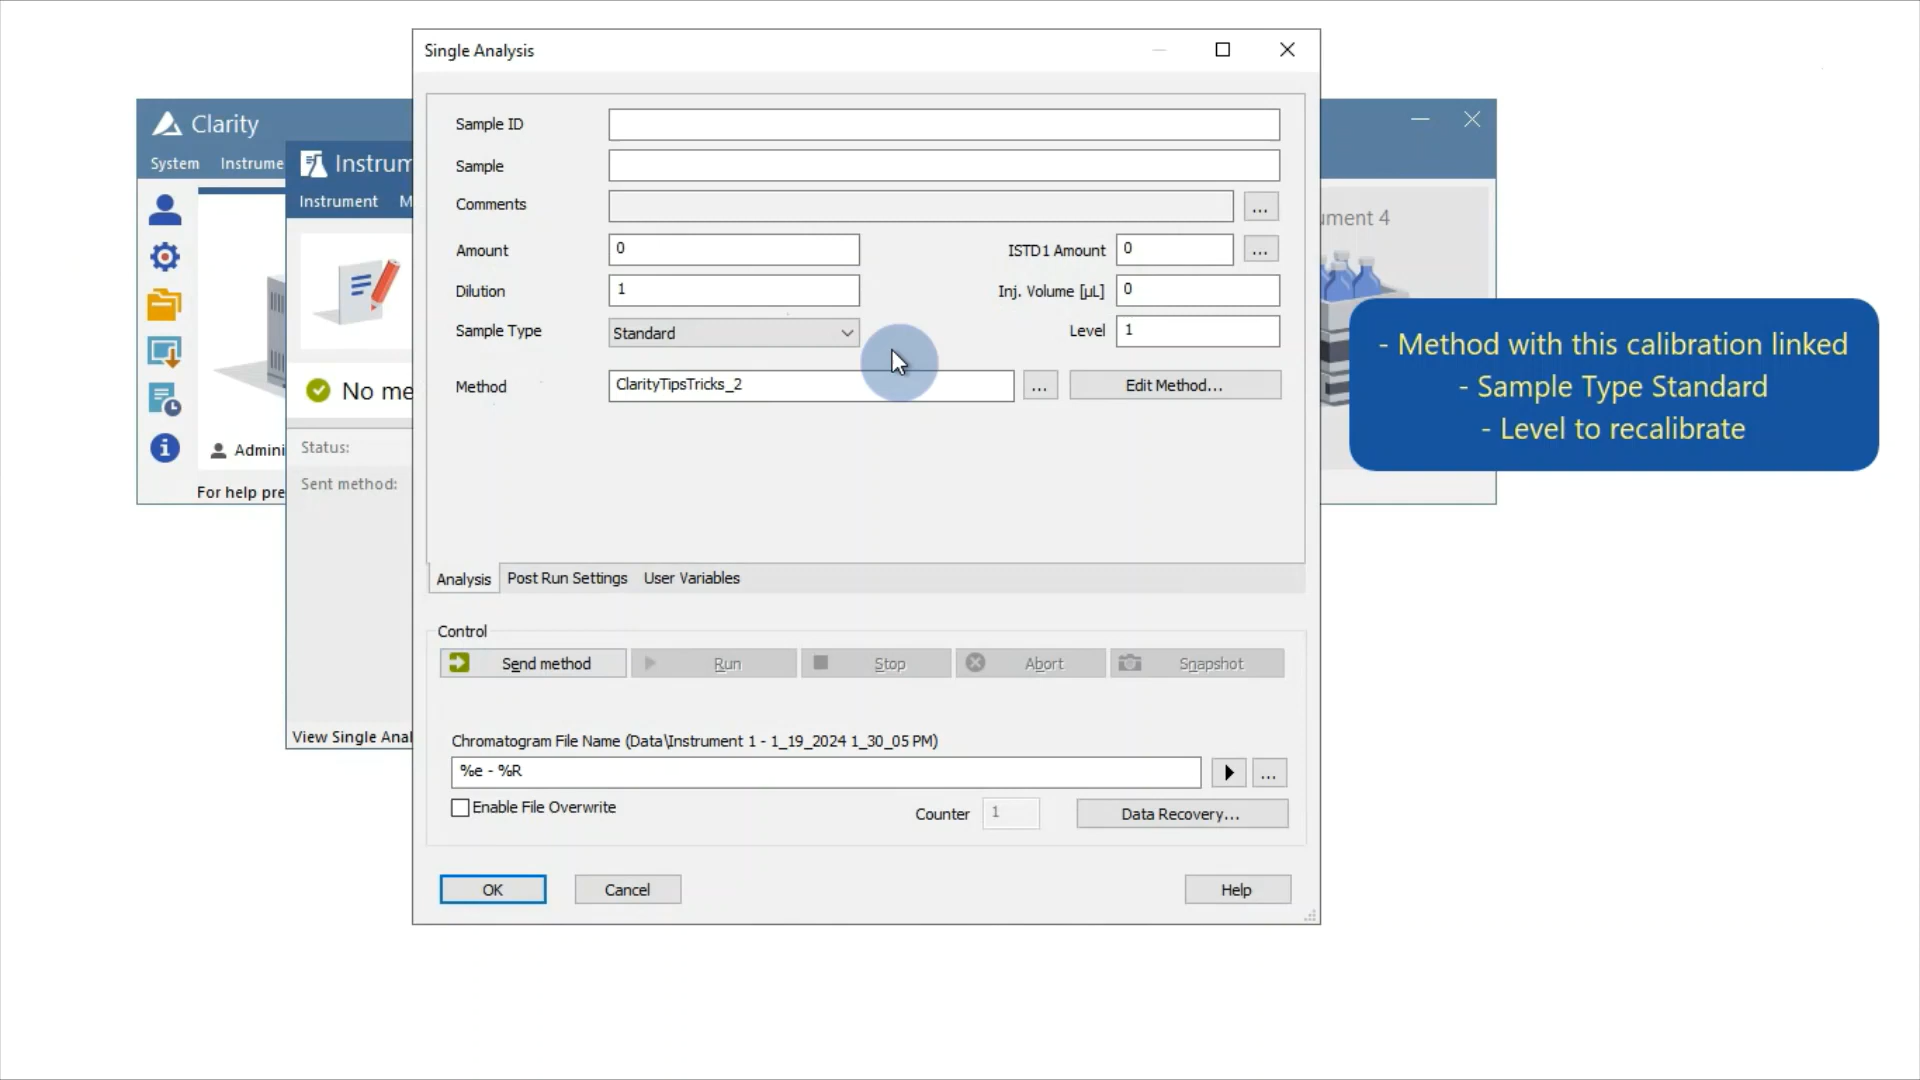 Single Analysis
Clarity
System Instrume
Instrum
Instrument M
No me
Admini
Status:
For help pre
Sent method:
View Single Anal
Sample ID
Sample
Comments
...
Amount 0 ISTD1 Amount 0 ...
Dilution 1 Inj. Volume [µL] 0
Sample Type Standard Level 1
Method ClarityTipsTricks_2 ... Edit Method...
Analysis Post Run Settings User Variables
Control
Send method Run Stop Abort Snapshot
Chromatogram File Name (Data\Instrument 1 - 1_19_2024 1_30_05 PM)
%e - %R ...
Enable File Overwrite Counter 1 Data Recovery...
OK Cancel Help
ument 4
- Method with this calibration linked
- Sample Type Standard
- Level to recalibrate